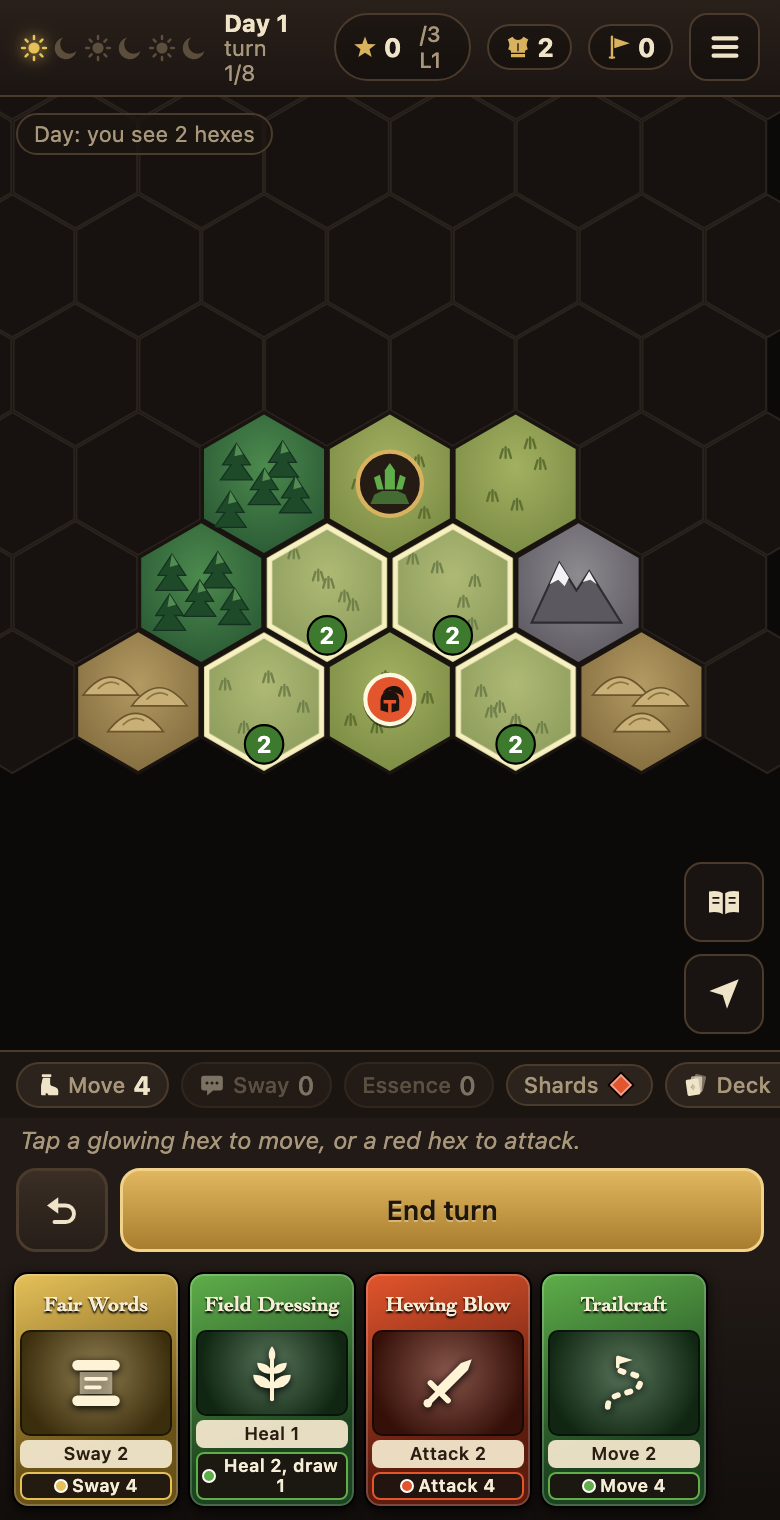 Day 1
turn
1/8
0
/3
L1
2
0
Day: you see 2 hexes
2
2
2
2
Move 4
Sway 0
Essence 0
Shards
Deck
Tap a glowing hex to move, or a red hex to attack.
End turn
Fair Words
Sway 2
Sway 4
Field Dressing
Heal 1
Heal 2, draw
1
Hewing Blow
Attack 2
Attack 4
Trailcraft
Move 2
Move 4